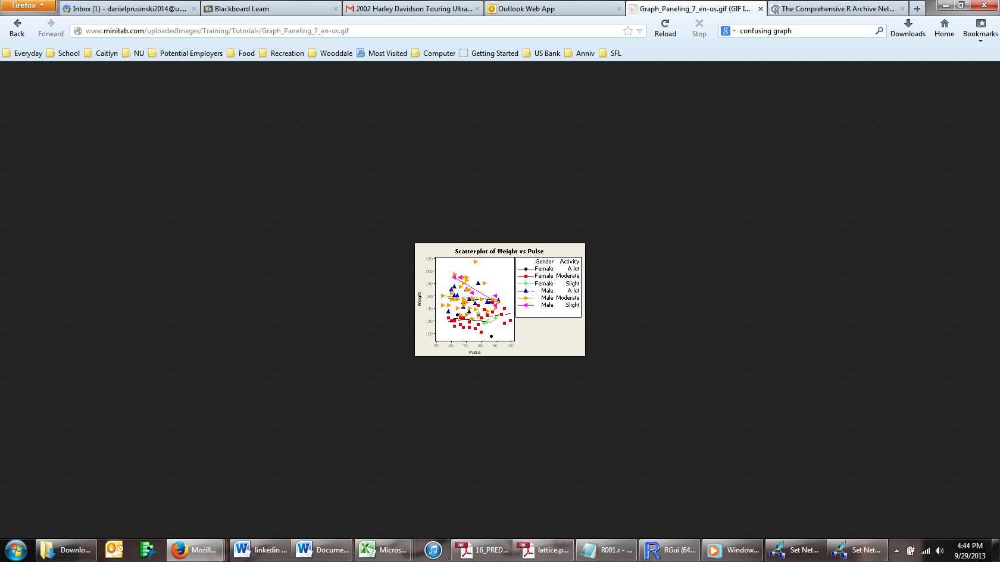 Firefox
Inbox (1) - danielprusinski2014@u....
Blackboard Learn
2002 Harley Davidson Touring Ultra...
Outlook Web App
Graph_Paneling_7_en-us.gif (GIF I...
The Comprehensive R Archive Net...
Back
Forward
www.minitab.com/uploadedImages/Training/Tutorials/Graph_Paneling_7_en-us.gif
Reload
Stop
confusing graph
Downloads
Home
Bookmarks
Everyday School Caitlyn NU Potential Employers Food Recreation Wooddale Most Visited Computer Getting Started US Bank Anniv SFL
Scatterplot of Weight vs Pulse
220
200
180
160
140
120
100
Weight
50 60 70 80 90 100
Pulse
Gender Activity
Female A lot
Female Moderate
Female Slight
Male A lot
Male Moderate
Male Slight
Downlo...
Mozill...
linkedin ...
Docume...
Micros...
PDF
16_PRED...
PDF
lattice.p...
R001.r - ...
RGui (64...
Window...
Set Net...
Set Net...
4:44 PM
9/29/2013